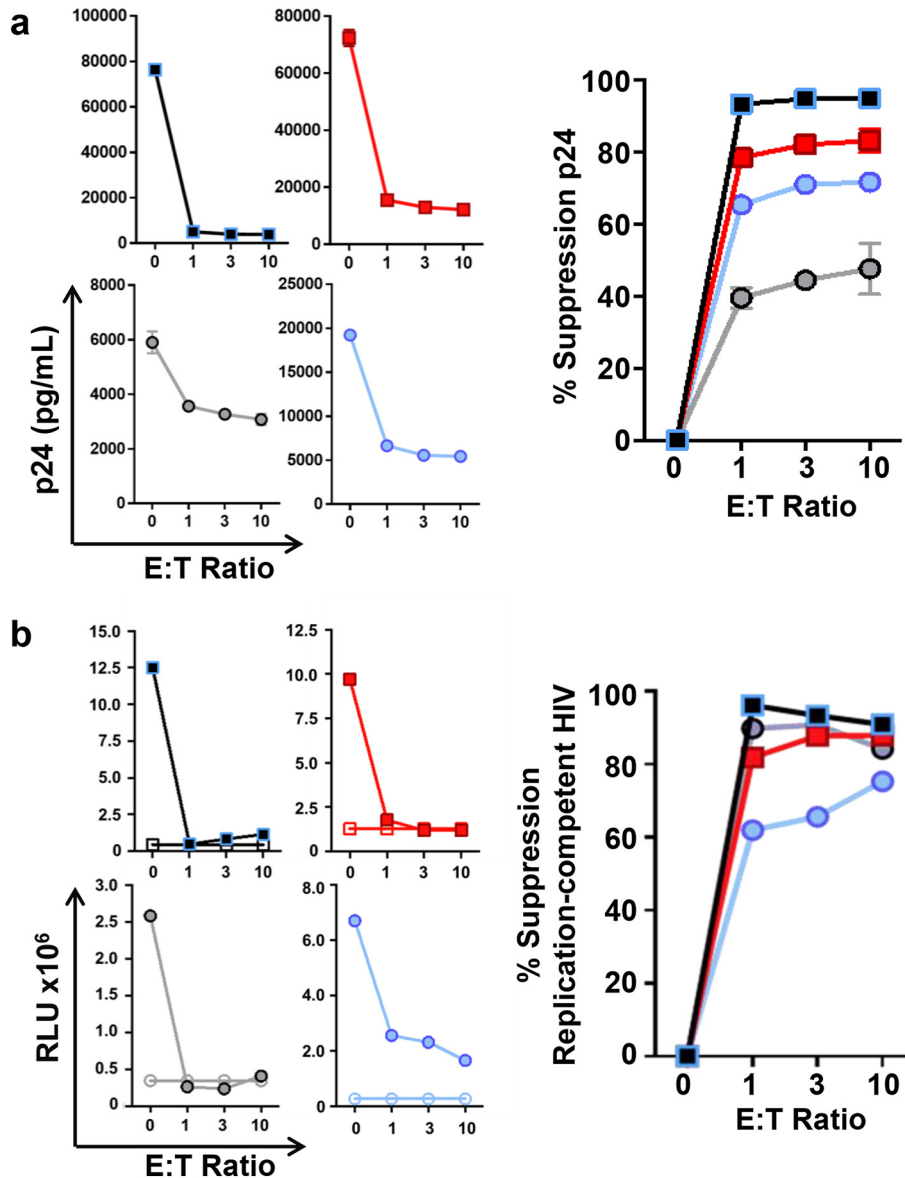 a
100000
80000
60000
40000
20000
0
0 1 3 10
80000
60000
40000
20000
0
0 1 3 10
8000
6000
4000
2000
0
0 1 3 10
25000
20000
15000
10000
5000
0
0 1 3 10
p24 (pg/mL)
E:T Ratio
% Suppression p24
100
80
60
40
20
0
0 1 3 10
E:T Ratio
b
15.0
12.5
10.0
7.5
5.0
2.5
0
0 1 3 10
12.5
10.0
7.5
5.0
2.5
0
0 1 3 10
3.0
2.5
2.0
1.5
1.0
0.5
0
0 1 3 10
8.0
6.0
4.0
2.0
0
0 1 3 10
RLU x10⁶
E:T Ratio
% Suppression
Replication-competent HIV
100
80
60
40
20
0
0 1 3 10
E:T Ratio